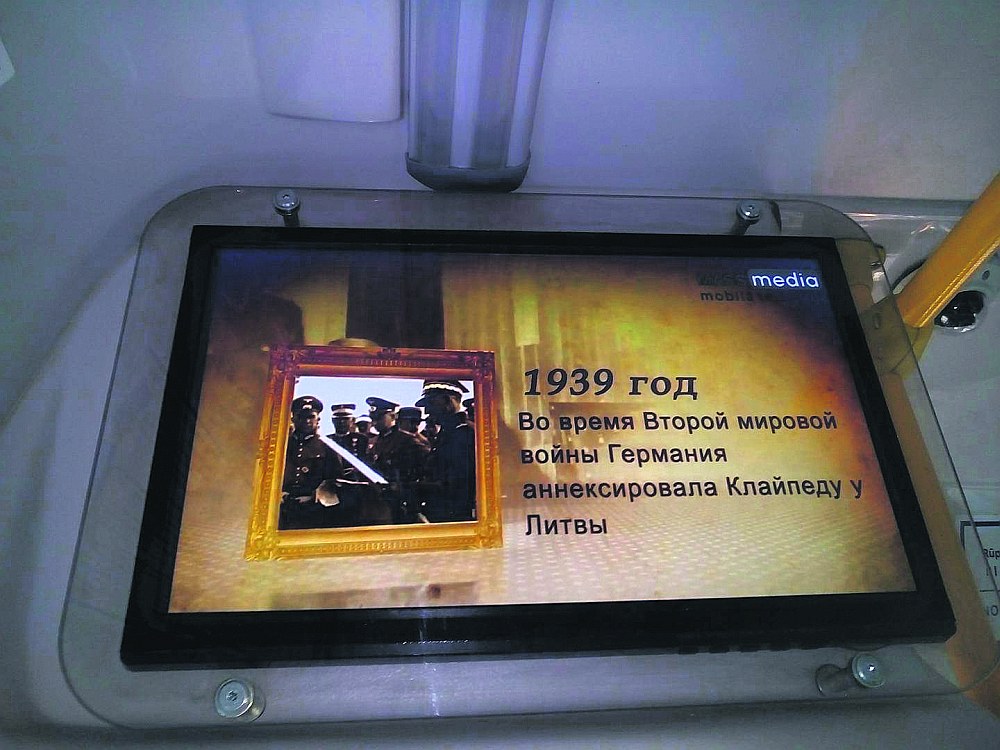 media
1939 год
Во время Второй мировой
войны Германия
аннексировала Клайпеду у
Литвы